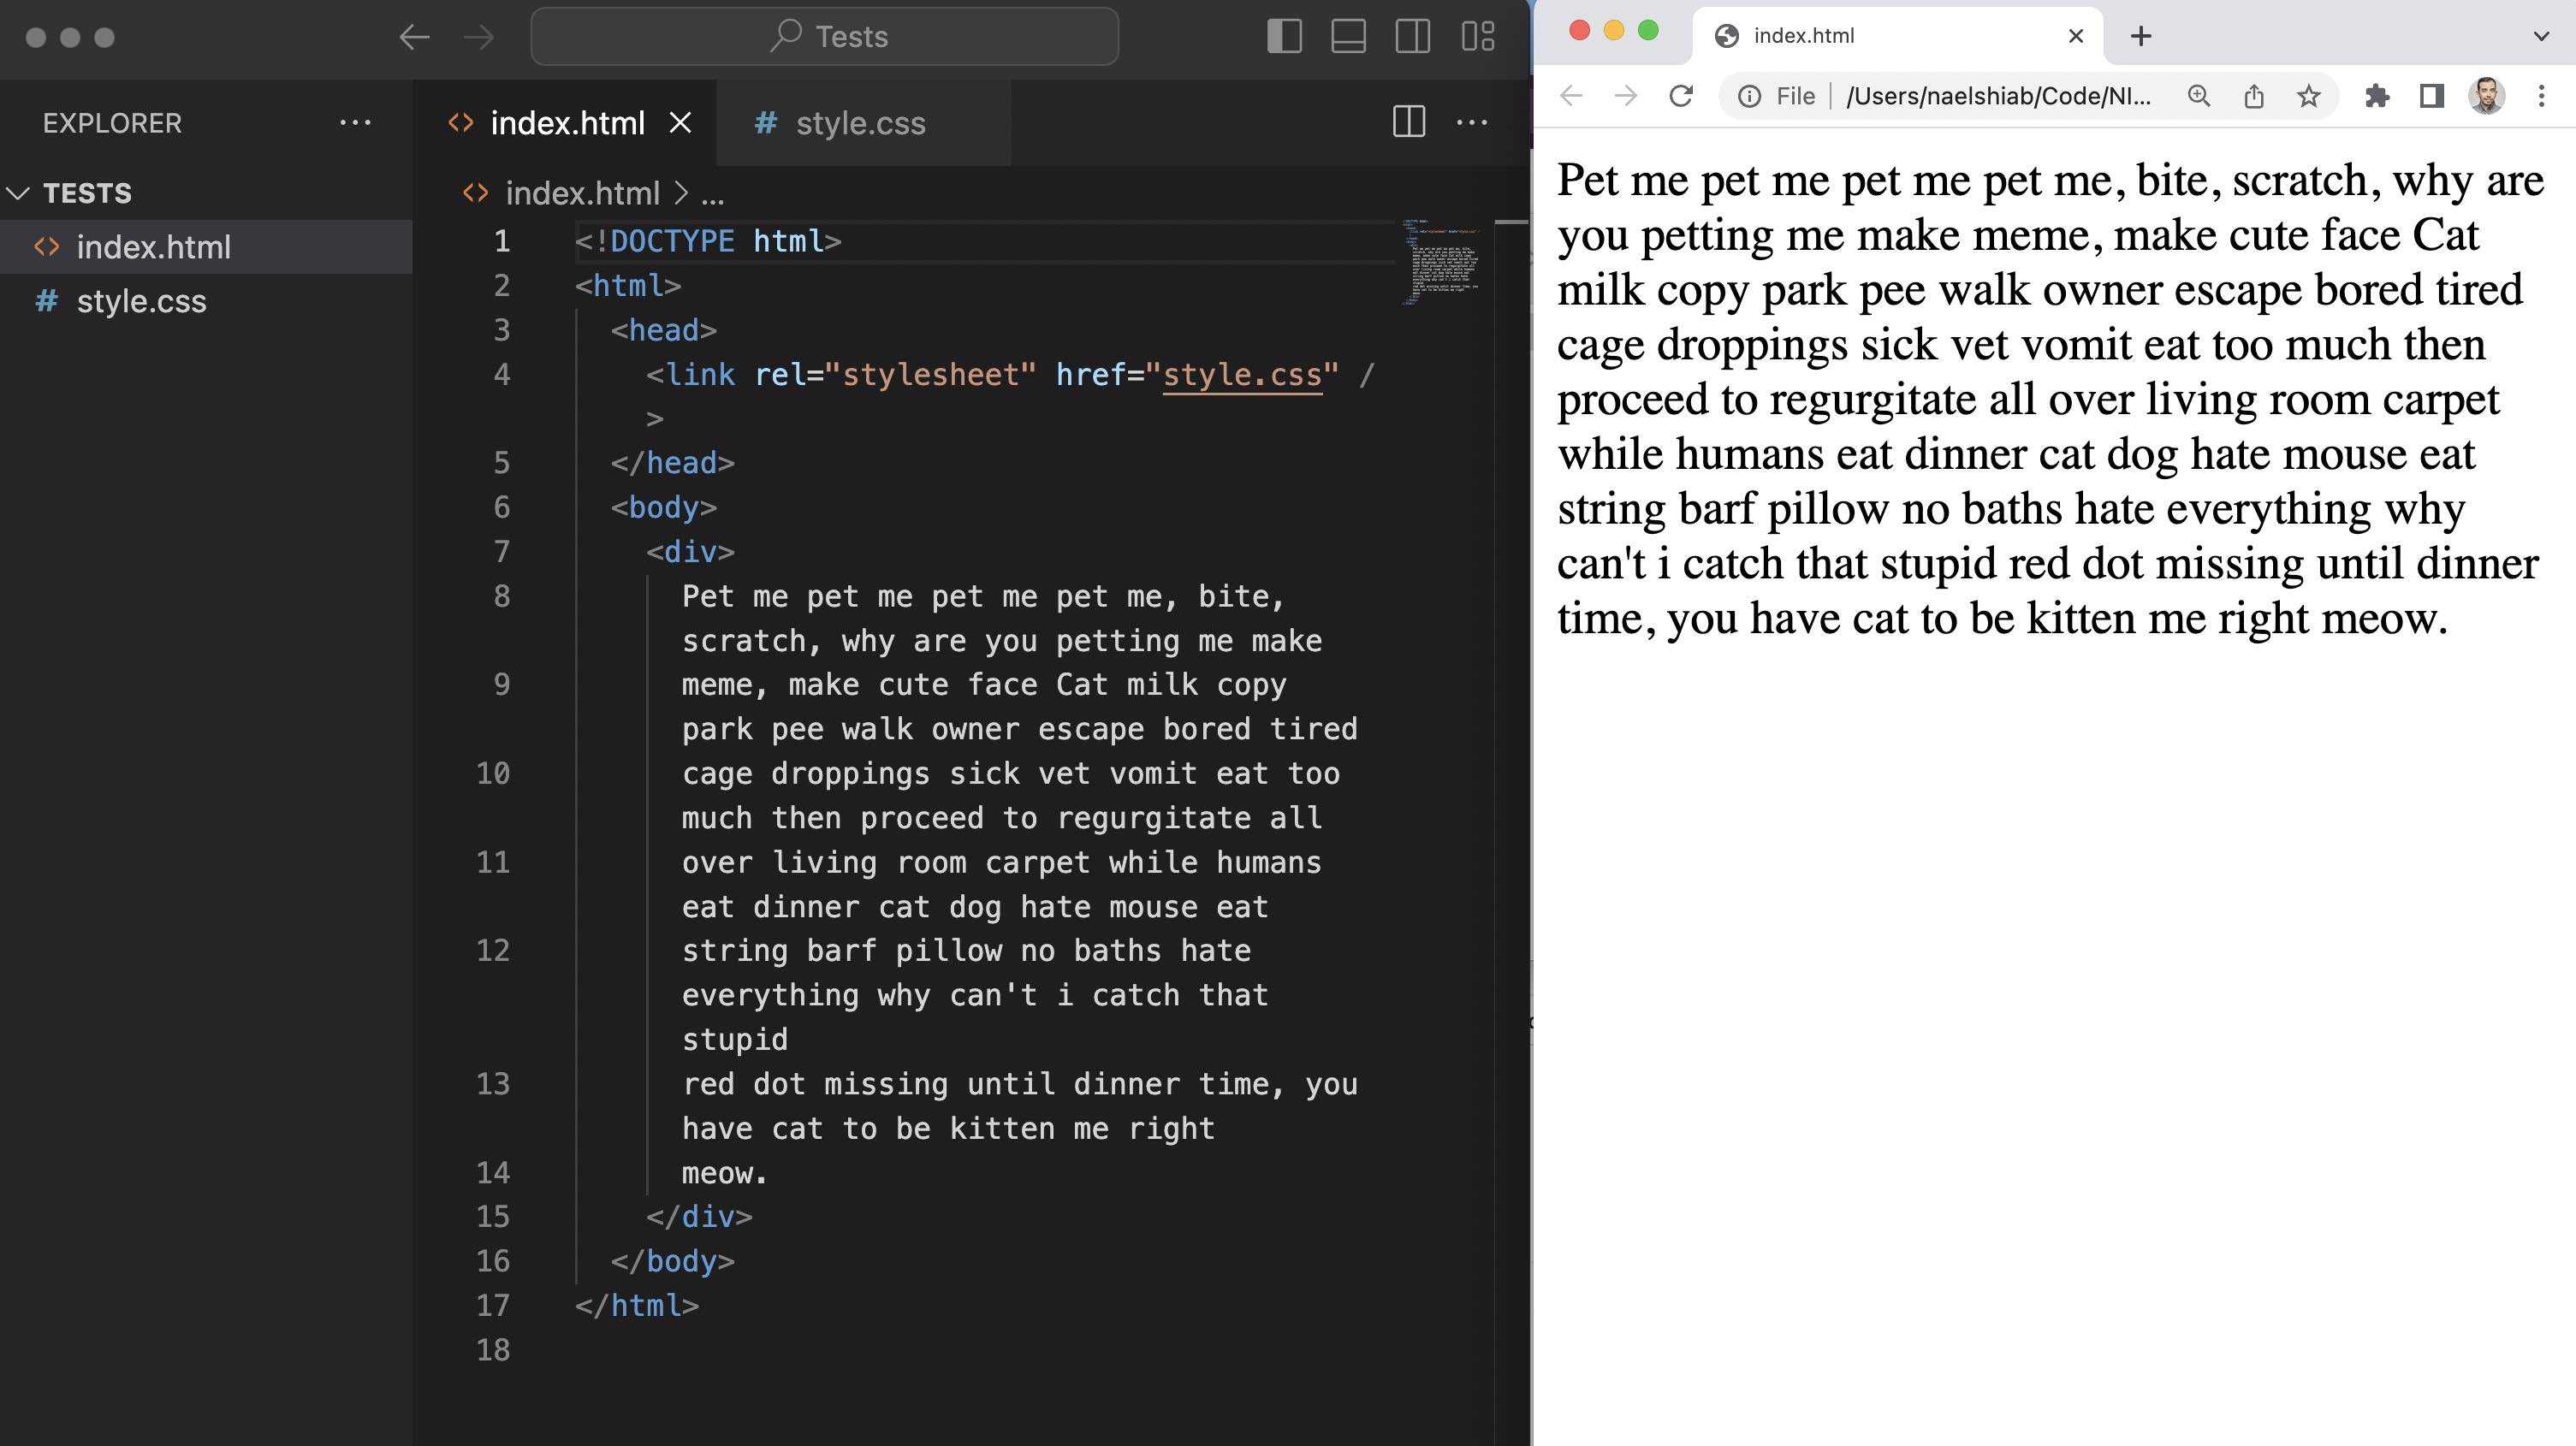 Tests
EXPLORER
TESTS
index.html
style.css
index.html
style.css
index.html > ...
1 <!DOCTYPE html>
2 <html>
3 <head>
4 <link rel="stylesheet" href="style.css" /
>
5 </head>
6 <body>
7 <div>
8 Pet me pet me pet me pet me, bite,
scratch, why are you petting me make
9 meme, make cute face Cat milk copy
park pee walk owner escape bored tired
10 cage droppings sick vet vomit eat too
much then proceed to regurgitate all
11 over living room carpet while humans
eat dinner cat dog hate mouse eat
12 string barf pillow no baths hate
everything why can't i catch that
stupid
13 red dot missing until dinner time, you
have cat to be kitten me right
14 meow.
15 </div>
16 </body>
17 </html>
18
index.html
File | /Users/naelshiab/Code/NI...
Pet me pet me pet me pet me, bite, scratch, why are
you petting me make meme, make cute face Cat
milk copy park pee walk owner escape bored tired
cage droppings sick vet vomit eat too much then
proceed to regurgitate all over living room carpet
while humans eat dinner cat dog hate mouse eat
string barf pillow no baths hate everything why
can't i catch that stupid red dot missing until dinner
time, you have cat to be kitten me right meow.